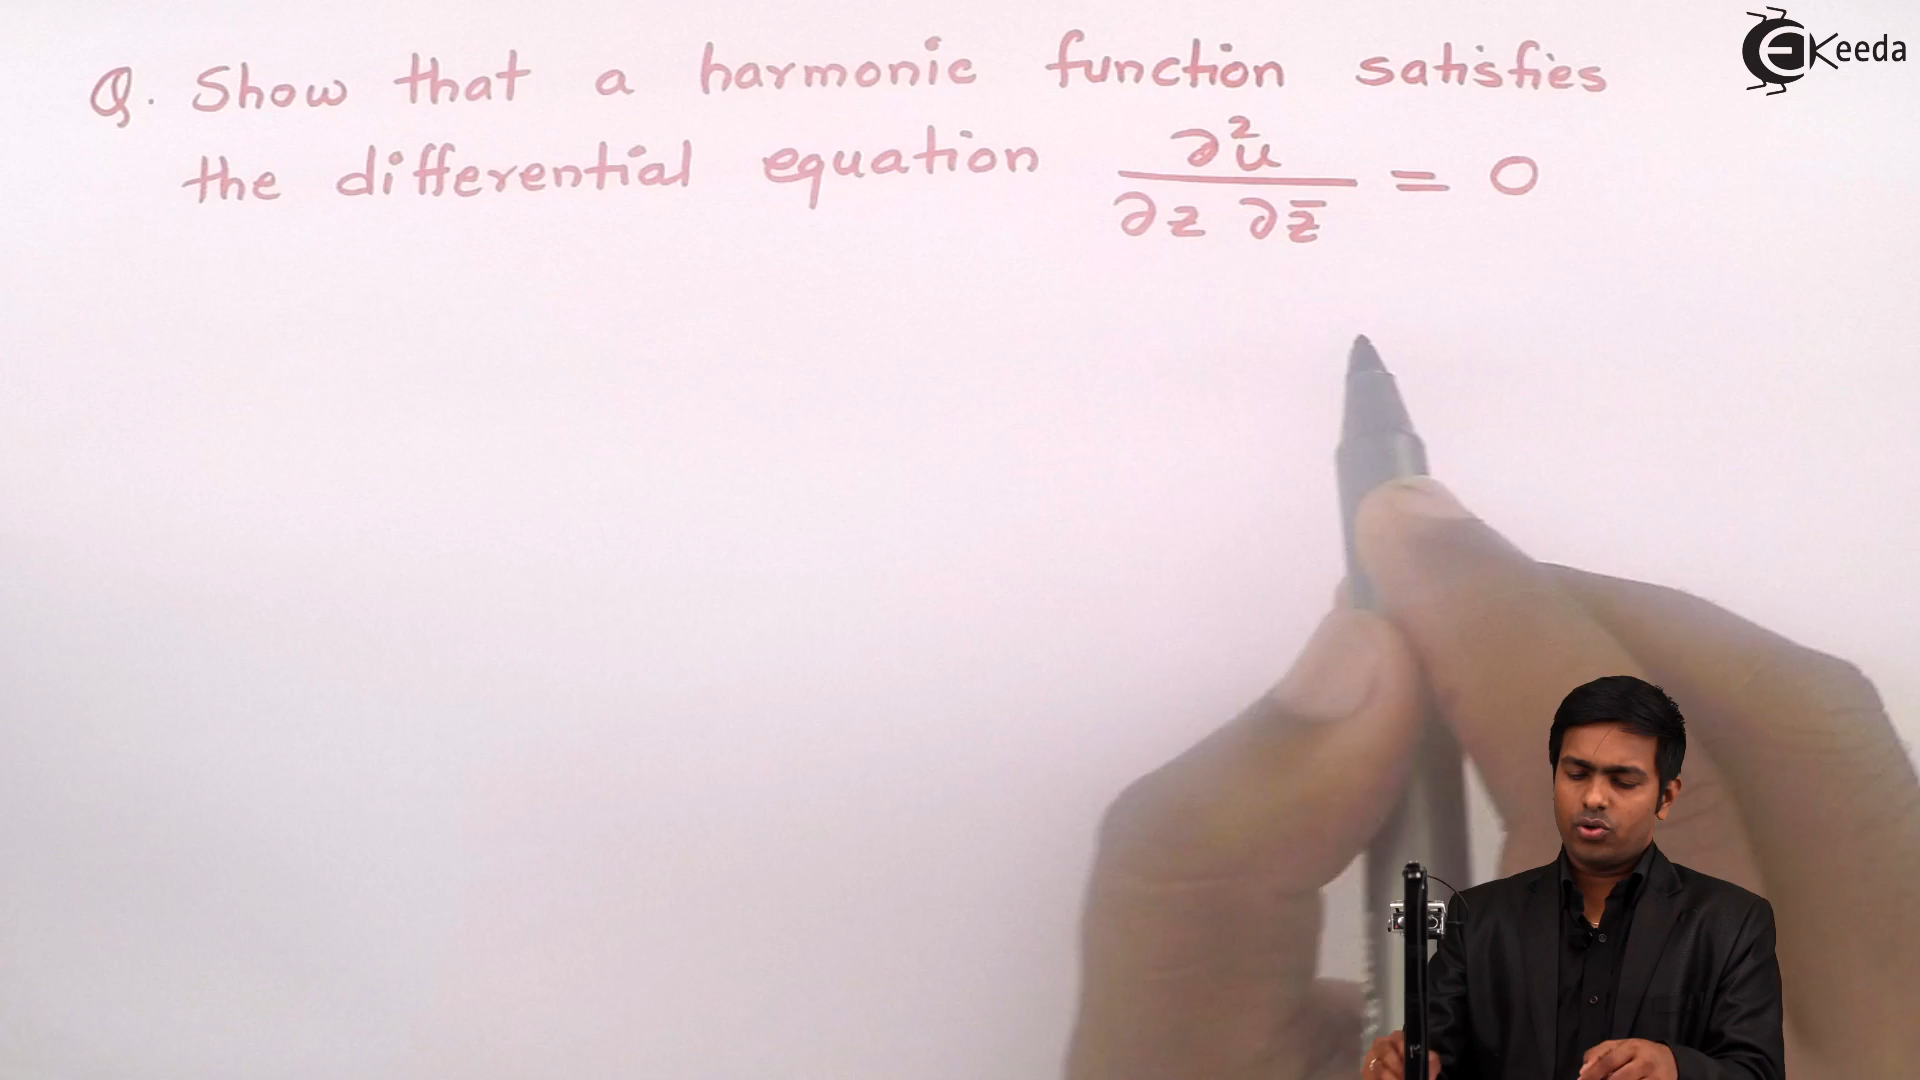 Q. Show that a harmonic function satisfies
the differential equation ∂²u / ∂z ∂z̄ = 0
EKeeda